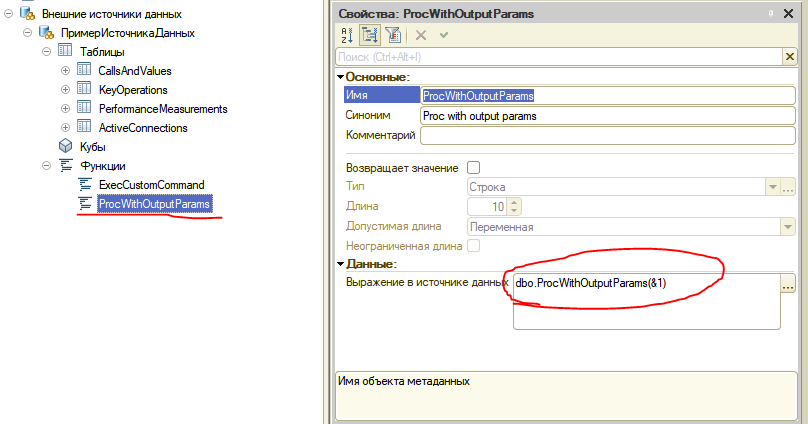 Внешние источники данных
ПримерИсточникаДанных
Таблицы
CallsAndValues
KeyOperations
PerformanceMeasurements
ActiveConnections
Кубы
Функции
ExecCustomCommand
ProcWithOutputParams
Свойства: ProcWithOutputParams
Поиск (Ctrl+Alt+I)
Основные:
Имя ProcWithOutputParams
Синоним Proc with output params
Комментарий
Возвращает значение
Тип Строка
Длина 10
Допустимая длина Переменная
Неограниченная длина
Данные:
Выражение в источнике данных dbo.ProcWithOutputParams(&1)
Имя объекта метаданных